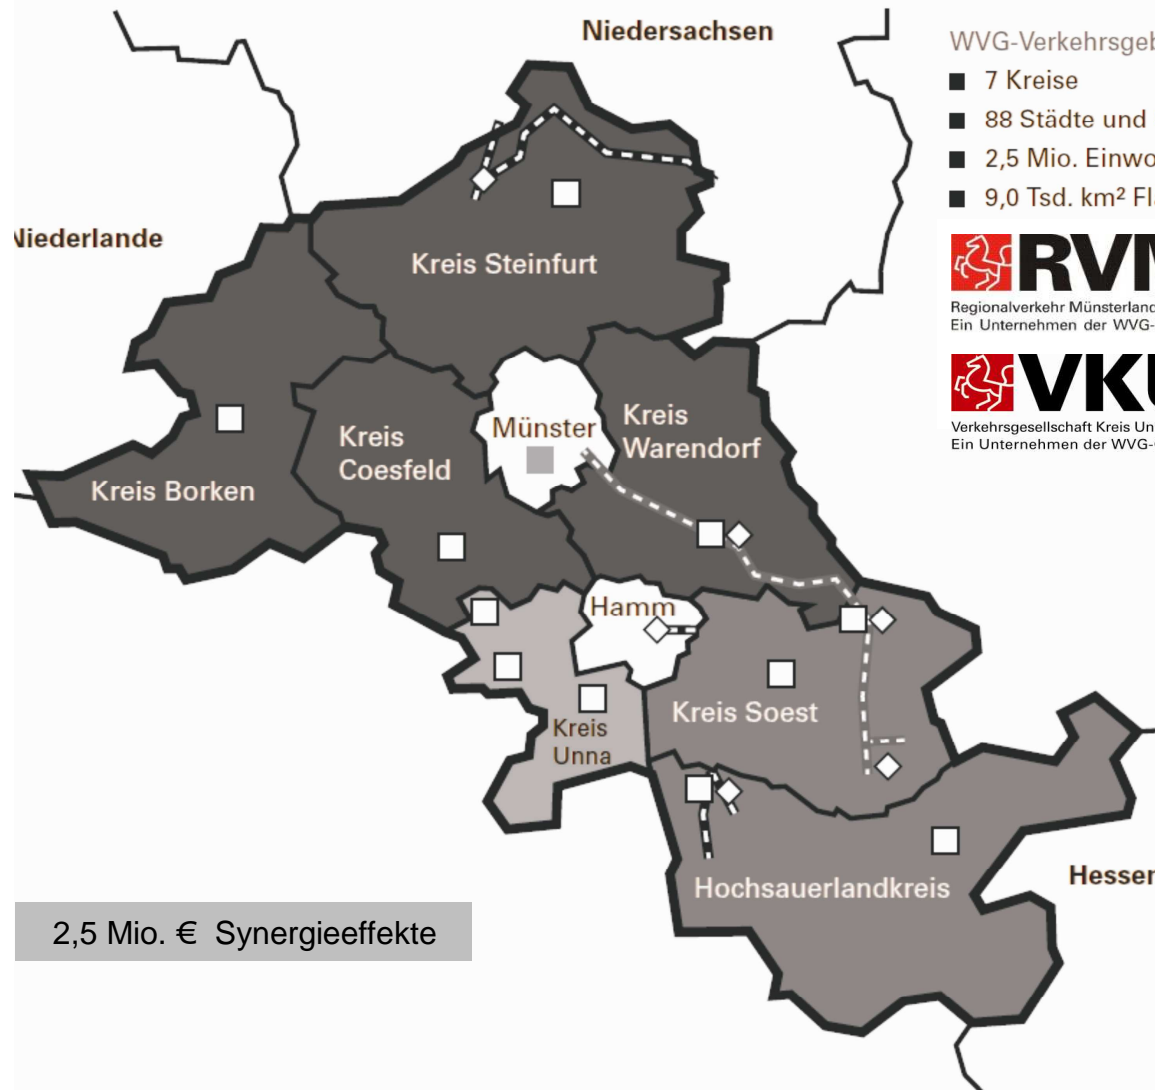 Niedersachsen
WVG-Verkehrsgeb
7 Kreise
88 Städte und
2,5 Mio. Einwo
9,0 Tsd. km² Fl
Niederlande
RVM
Regionalverkehr Münsterland
Ein Unternehmen der WVG-
VKU
Verkehrsgesellschaft Kreis Un
Ein Unternehmen der WVG-
Kreis Steinfurt
Münster
Kreis
Warendorf
Kreis
Coesfeld
Kreis Borken
Hamm
Kreis Soest
Kreis
Unna
Hochsauerlandkreis
Hessen
2,5 Mio. € Synergieeffekte